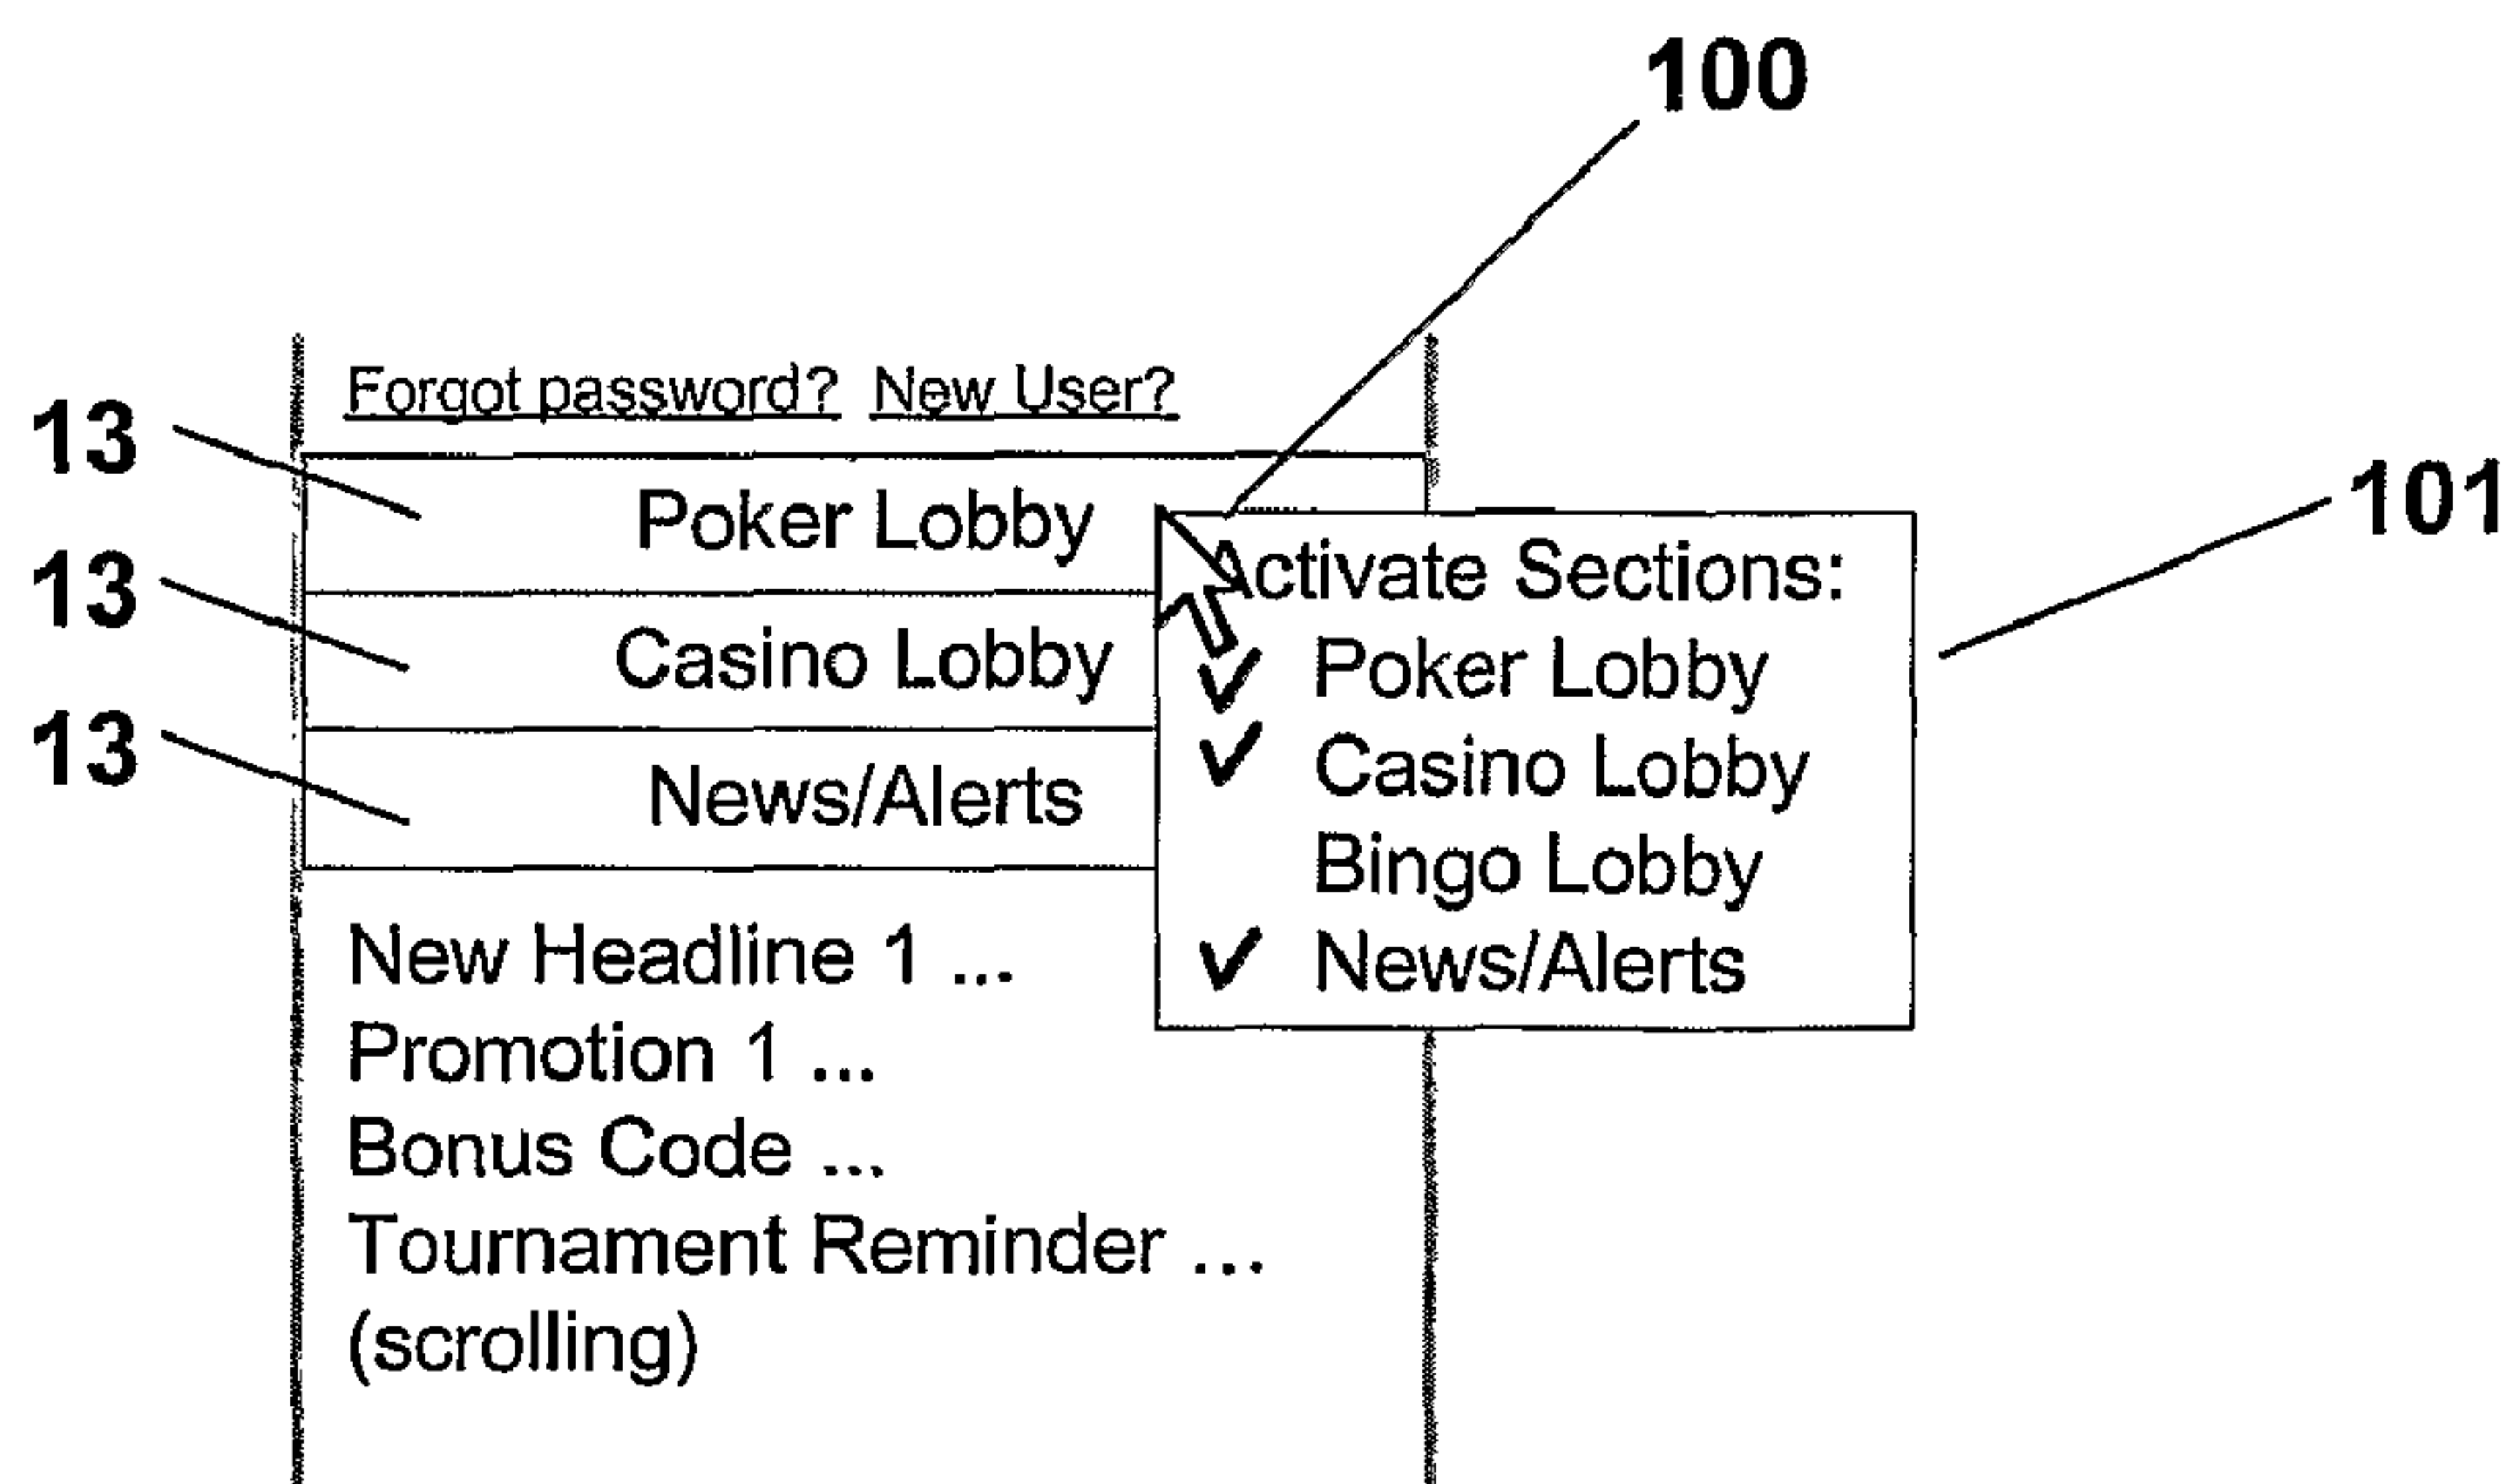 100
Forgot password? New User?
13
Poker Lobby
101
Activate Sections:
13
Casino Lobby
✓ Poker Lobby
13
✓ Casino Lobby
News/Alerts
Bingo Lobby
New Headline 1 ...
✓ News/Alerts
Promotion 1 ...
Bonus Code ...
Tournament Reminder ...
(scrolling)